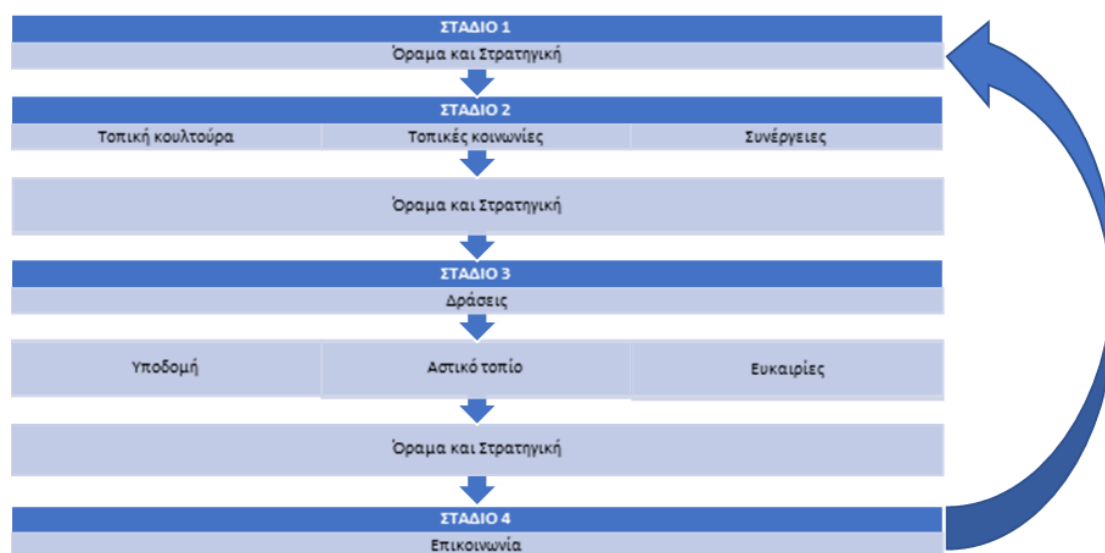 ΣΤΑΔΙΟ 1
Όραμα και Στρατηγική
ΣΤΑΔΙΟ 2
Τοπική κουλτούρα Τοπικές κοινωνίες Συνέργειες
Όραμα και Στρατηγική
ΣΤΑΔΙΟ 3
Δράσεις
Υποδομή Αστικό τοπίο Ευκαιρίες
Όραμα και Στρατηγική
ΣΤΑΔΙΟ 4
Επικοινωνία